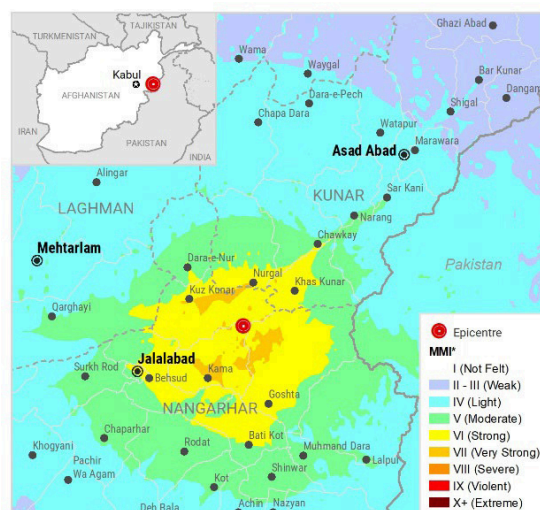 TAJIKISTAN
TURKMENISTAN
Kabul
AFGHANISTAN
IRAN
PAKISTAN
INDIA
Ghazi Abad
Wama
Waygal
Bar Kunar
Dara-e-Pech
Dangam
Shigal
Chapa Dara
Watapur
Asad Abad
Marawara
Alingar
KUNAR
Sar Kani
LAGHMAN
Narang
Chawkay
Mehtarlam
Pakistan
Dara-e-Nur
Nurgal
Kuz Konar
Khas Kunar
Qarghayi
Jalalabad
Surkh Rod
Behsud
Kama
NANGARHAR
Goshta
Chaparhar
Bati Kot
Rodat
Muhmand Dara
Khogyani
Lalpur
Pachir
Wa Agam
Shinwar
Kot
Deh Bala
Achin
Nazyan
Epicentre
MMI*
I (Not Felt)
II - III (Weak)
IV (Light)
V (Moderate)
VI (Strong)
VII (Very Strong)
VIII (Severe)
IX (Violent)
X+ (Extreme)